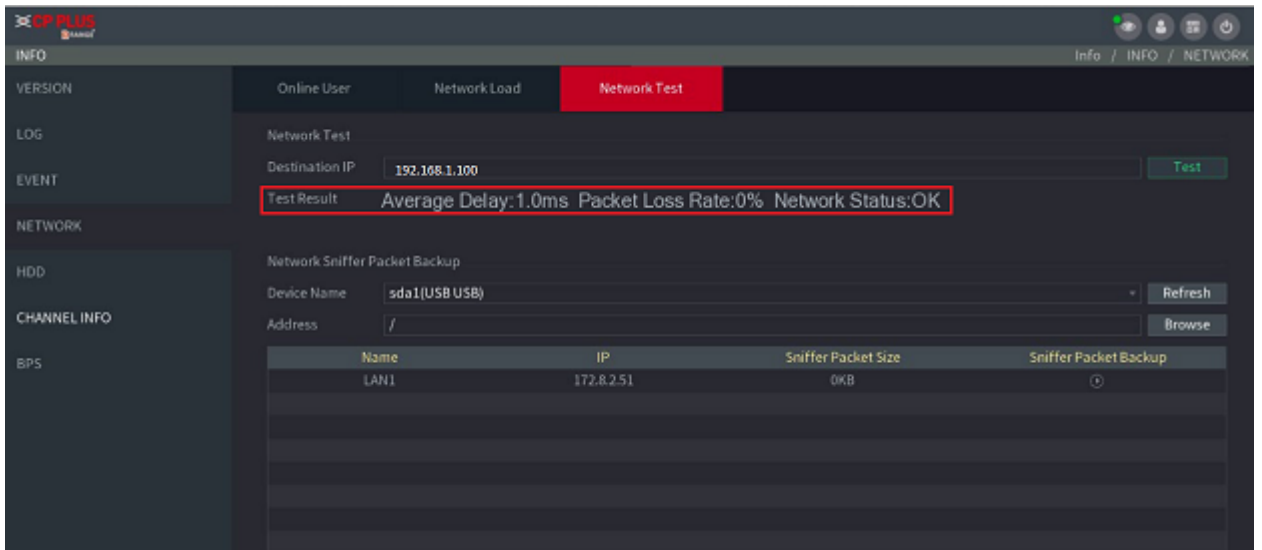 CP PLUS
ORANGE
INFO
Info / INFO / NETWORK
VERSION
LOG
EVENT
NETWORK
HDD
CHANNEL INFO
BPS
Online User Network Load Network Test
Network Test
Destination IP 192.168.1.100 Test
Test Result Average Delay:1.0ms Packet Loss Rate:0% Network Status:OK
Network Sniffer Packet Backup
Device Name sda1(USB USB) Refresh
Address / Browse
Name IP Sniffer Packet Size Sniffer Packet Backup
LAN1 172.8.2.51 0KB